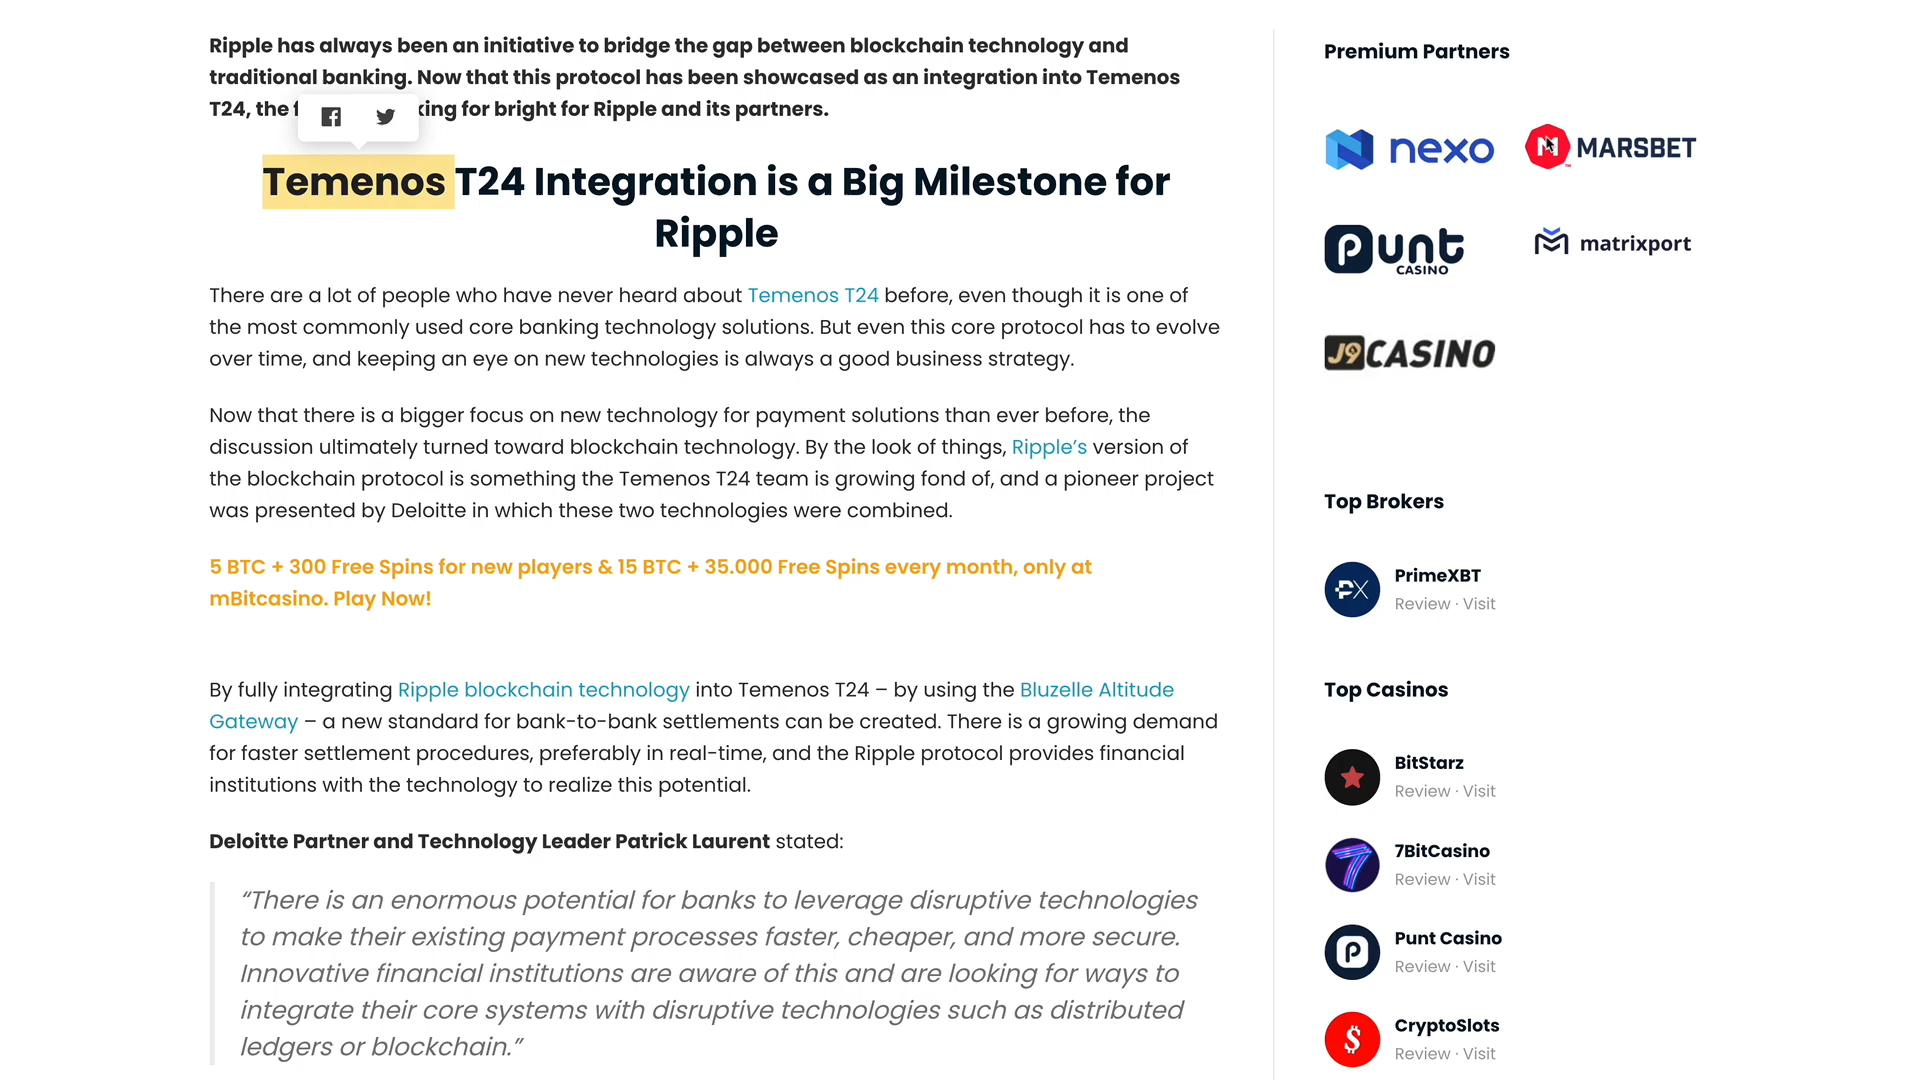 Ripple has always been an initiative to bridge the gap between blockchain technology and
traditional banking. Now that this protocol has been showcased as an integration into Temenos
T24, the f king for bright for Ripple and its partners.
Temenos T24 Integration is a Big Milestone for
Ripple
There are a lot of people who have never heard about Temenos T24 before, even though it is one of
the most commonly used core banking technology solutions. But even this core protocol has to evolve
over time, and keeping an eye on new technologies is always a good business strategy.
Now that there is a bigger focus on new technology for payment solutions than ever before, the
discussion ultimately turned toward blockchain technology. By the look of things, Ripple’s version of
the blockchain protocol is something the Temenos T24 team is growing fond of, and a pioneer project
was presented by Deloitte in which these two technologies were combined.
5 BTC + 300 Free Spins for new players & 15 BTC + 35.000 Free Spins every month, only at
mBitcasino. Play Now!
By fully integrating Ripple blockchain technology into Temenos T24 – by using the Bluzelle Altitude
Gateway – a new standard for bank-to-bank settlements can be created. There is a growing demand
for faster settlement procedures, preferably in real-time, and the Ripple protocol provides financial
institutions with the technology to realize this potential.
Deloitte Partner and Technology Leader Patrick Laurent stated:
“There is an enormous potential for banks to leverage disruptive technologies
to make their existing payment processes faster, cheaper, and more secure.
Innovative financial institutions are aware of this and are looking for ways to
integrate their core systems with disruptive technologies such as distributed
ledgers or blockchain.”
Premium Partners
nexo
MARSBET
Punt
CASINO
matrixport
J9CASINO
Top Brokers
PrimeXBT
Review · Visit
Top Casinos
BitStarz
Review · Visit
7BitCasino
Review · Visit
Punt Casino
Review · Visit
CryptoSlots
Review · Visit